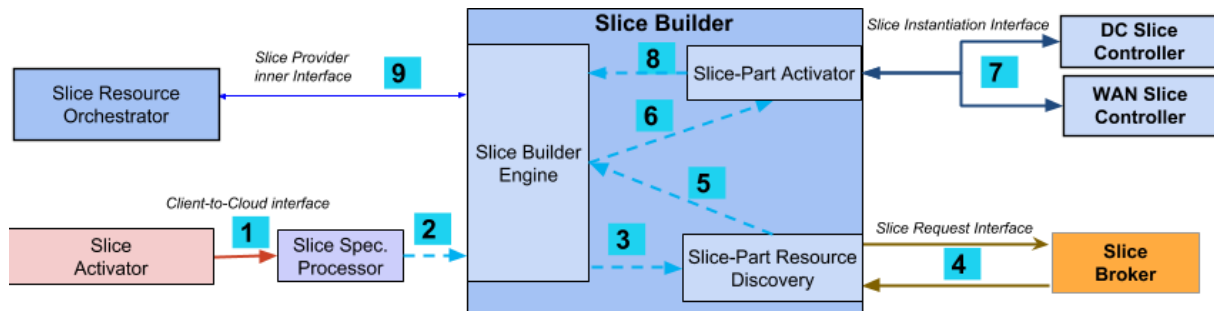 Slice Builder
Slice Instantiation Interface
DC Slice
Controller
Slice Provider
inner Interface
9
8
Slice-Part Activator
7
Slice Resource
Orchestrator
WAN Slice
Controller
6
Slice Builder
Engine
5
Client-to-Cloud interface
1
2
3
Slice Request Interface
Slice
Activator
Slice Spec.
Processor
Slice-Part Resource
Discovery
4
Slice
Broker